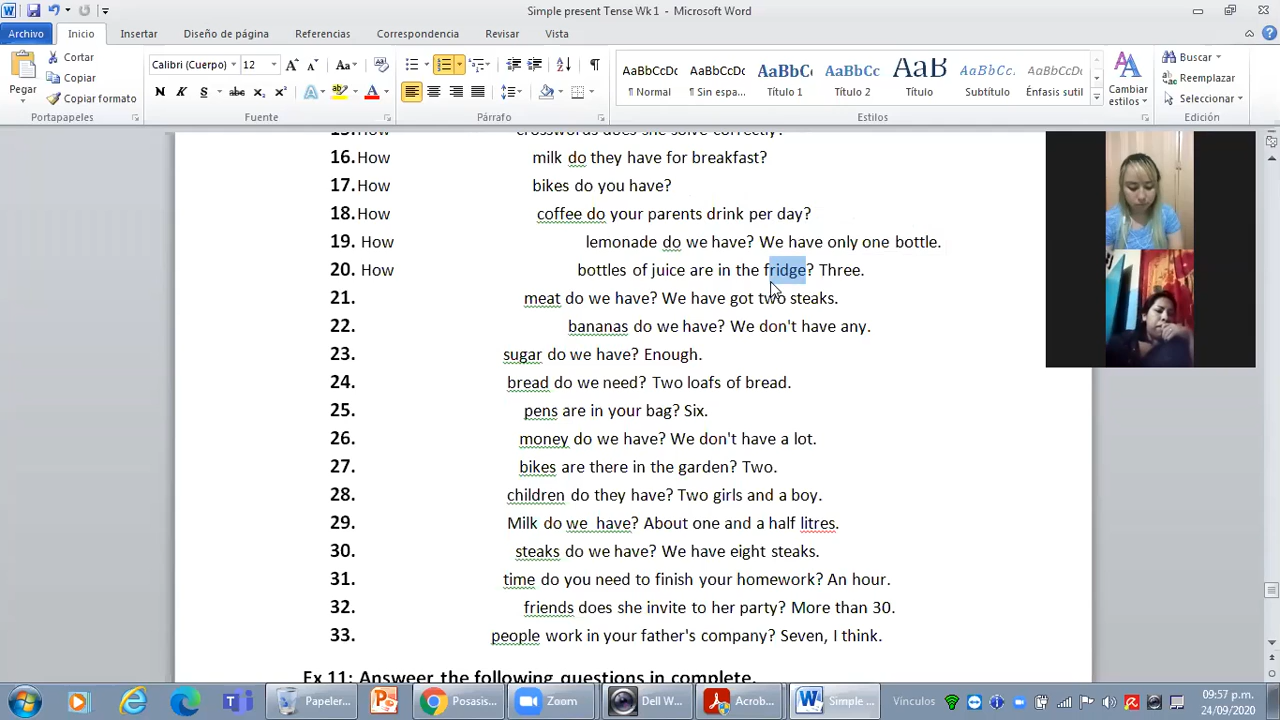 Simple present Tense Wk 1 - Microsoft Word
Archivo Inicio Insertar Diseño de página Referencias Correspondencia Revisar Vista
Pegar
Cortar
Copiar
Copiar formato
Portapapeles
Calibri (Cuerpo) 12
Fuente
Párrafo
AaBbCcDc AaBbCcDc AaBbC AaBbCc AaB AaBbCc AaBbCcDc
¶ Normal ¶ Sin espa... Título 1 Título 2 Título Subtítulo Énfasis sutil
Cambiar estilos
Estilos
Buscar
Reemplazar
Seleccionar
Edición
15. How crosswords does she solve correctly?
16. How milk do they have for breakfast?
17. How bikes do you have?
18. How coffee do your parents drink per day?
19. How lemonade do we have? We have only one bottle.
20. How bottles of juice are in the fridge? Three.
21. meat do we have? We have got two steaks.
22. bananas do we have? We don't have any.
23. sugar do we have? Enough.
24. bread do we need? Two loafs of bread.
25. pens are in your bag? Six.
26. money do we have? We don't have a lot.
27. bikes are there in the garden? Two.
28. children do they have? Two girls and a boy.
29. Milk do we have? About one and a half litres.
30. steaks do we have? We have eight steaks.
31. time do you need to finish your homework? An hour.
32. friends does she invite to her party? More than 30.
33. people work in your father's company? Seven, I think.
Ex 11: Answeer the following questions in complete.
Papeler... Posasis... Zoom Dell W... Acrob... Simple ... Vínculos
09:57 p.m.
24/09/2020